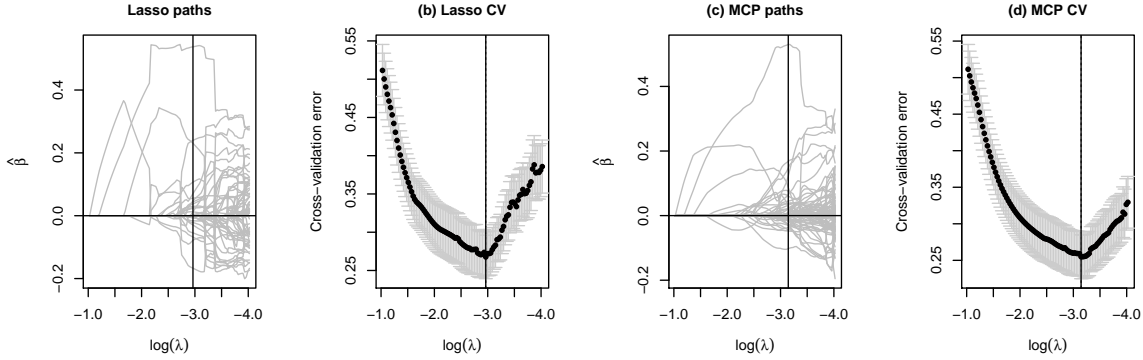 Lasso paths
β̂
0.4
0.2
0.0
−0.2
−1.0 −2.0 −3.0 −4.0
log(λ)
(b) Lasso CV
Cross−validation error
0.55
0.45
0.35
0.25
−1.0 −2.0 −3.0 −4.0
log(λ)
(c) MCP paths
β̂
0.4
0.2
0.0
−0.2
−1.0 −2.0 −3.0 −4.0
log(λ)
(d) MCP CV
Cross−validation error
0.55
0.45
0.35
0.25
−1.0 −2.0 −3.0 −4.0
log(λ)